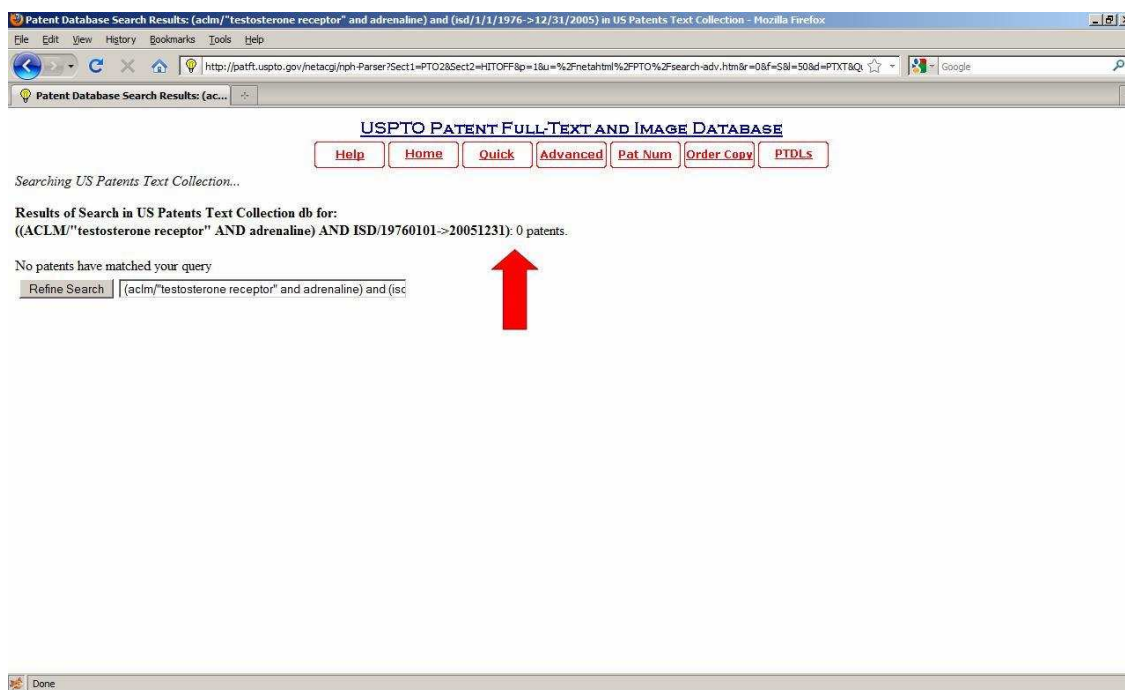 Patent Database Search Results: (aclm/"testosterone receptor" and adrenaline) and (isd/1/1/1976->12/31/2005) in US Patents Text Collection - Mozilla Firefox
File Edit View History Bookmarks Tools Help
http://patft.uspto.gov/netacgi/nph-Parser?Sect1=PTO2&Sect2=HITOFF&p=1&u=%2Fnetahtml%2FPTO%2Fsearch-adv.htm&r=0&f=S&l=50&d=PTXT&Qu Google
Patent Database Search Results: (ac...
USPTO PATENT FULL-TEXT AND IMAGE DATABASE
Help Home Quick Advanced Pat Num Order Copy PTDLs
Searching US Patents Text Collection...
Results of Search in US Patents Text Collection db for:
((ACLM/"testosterone receptor" AND adrenaline) AND ISD/19760101->20051231): 0 patents.
No patents have matched your query
Refine Search (aclm/"testosterone receptor" and adrenaline) and (isd
Done